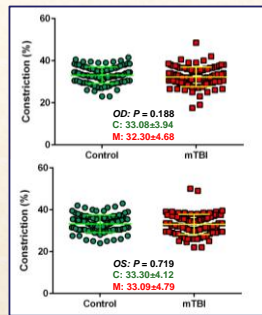 Constriction (%)
60
40
20
0
OD: P = 0.188
C: 33.08±3.94
M: 32.30±4.68
Control mTBI
Constriction (%)
60
40
20
0
OS: P = 0.719
C: 33.30±4.12
M: 33.09±4.79
Control mTBI